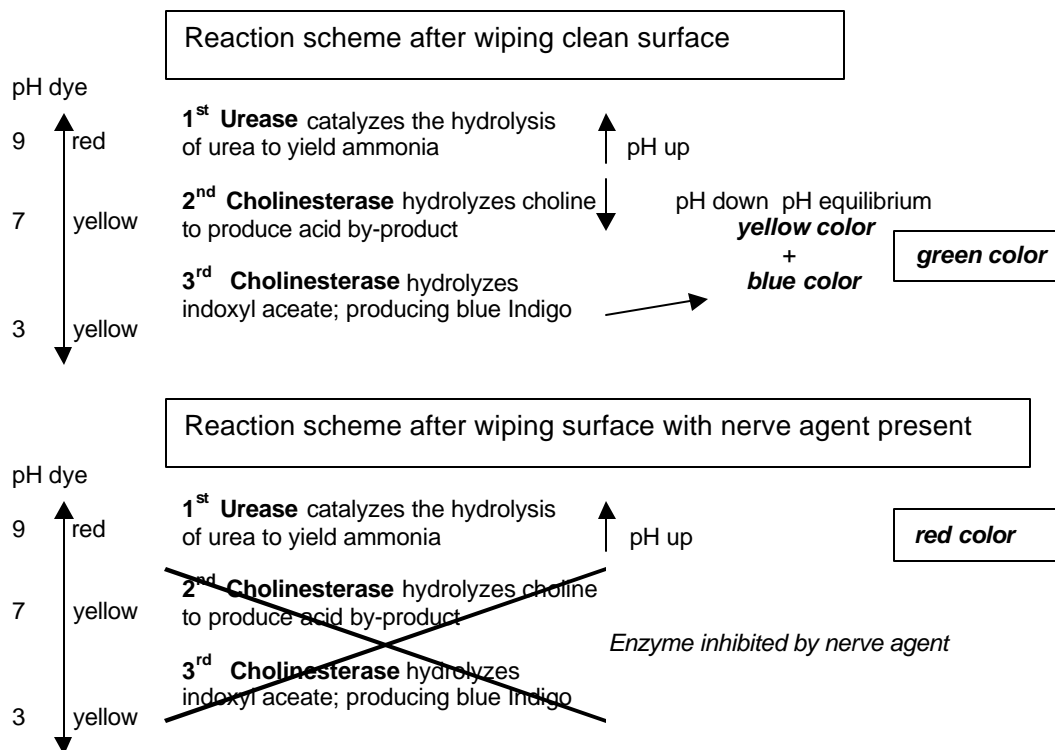 Reaction scheme after wiping clean surface
pH dye
9 red
1st Urease catalyzes the hydrolysis
of urea to yield ammonia
pH up
7 yellow
2nd Cholinesterase hydrolyzes choline
to produce acid by-product
pH down pH equilibrium
yellow color
+
blue color
green color
3rd Cholinesterase hydrolyzes
indoxyl aceate; producing blue Indigo
3 yellow
Reaction scheme after wiping surface with nerve agent present
pH dye
9 red
1st Urease catalyzes the hydrolysis
of urea to yield ammonia
pH up
red color
7 yellow
2nd Cholinesterase hydrolyzes choline
to produce acid by-product
Enzyme inhibited by nerve agent
3rd Cholinesterase hydrolyzes
indoxyl aceate; producing blue Indigo
3 yellow